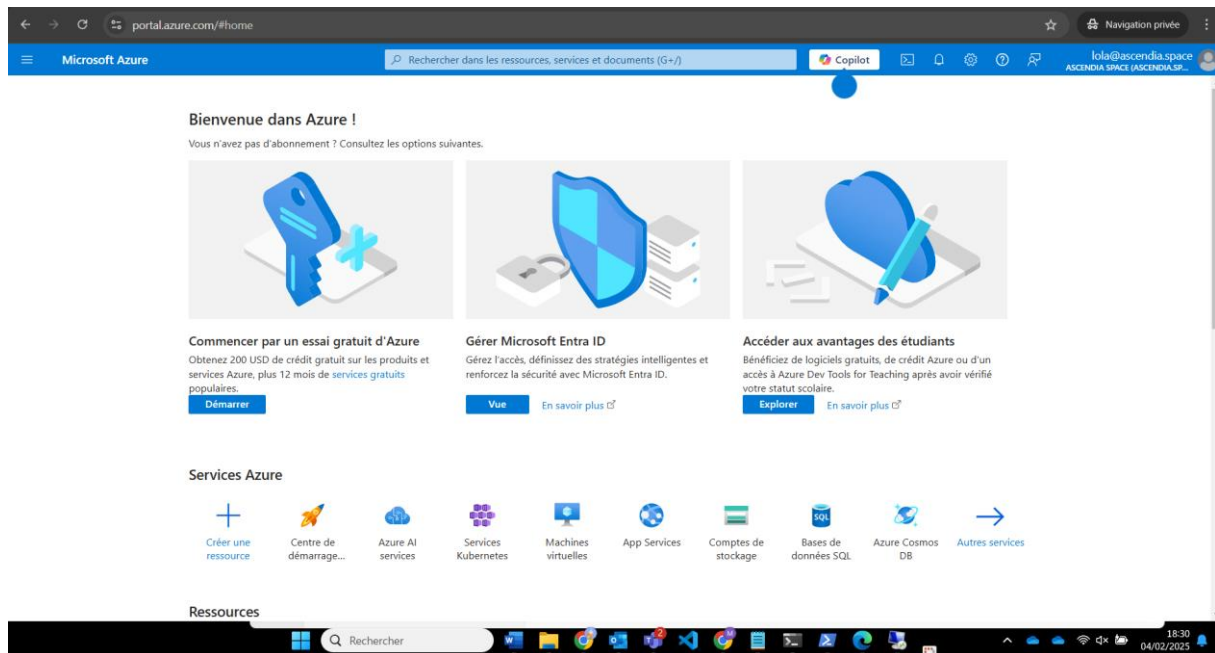 portal.azure.com/#home
Navigation privée
Microsoft Azure
Rechercher dans les ressources, services et documents (G+/)
Copilot
lola@ascendia.space
ASCENDIA SPACE (ASCENDIA.SP...
Bienvenue dans Azure !
Vous n'avez pas d'abonnement ? Consultez les options suivantes.
Commencer par un essai gratuit d'Azure
Obtenez 200 USD de crédit gratuit sur les produits et
services Azure, plus 12 mois de services gratuits
populaires.
Démarrer
Gérer Microsoft Entra ID
Gérez l'accès, définissez des stratégies intelligentes et
renforcez la sécurité avec Microsoft Entra ID.
Vue
En savoir plus
Accéder aux avantages des étudiants
Bénéficiez de logiciels gratuits, de crédit Azure ou d'un
accès à Azure Dev Tools for Teaching après avoir vérifié
votre statut scolaire.
Explorer
En savoir plus
Services Azure
Créer une
ressource
Centre de
démarrage...
Azure AI
services
Services
Kubernetes
Machines
virtuelles
App Services
Comptes de
stockage
SQL
Bases de
données SQL
Azure Cosmos
DB
Autres services
Ressources
Rechercher
18:30
04/02/2025